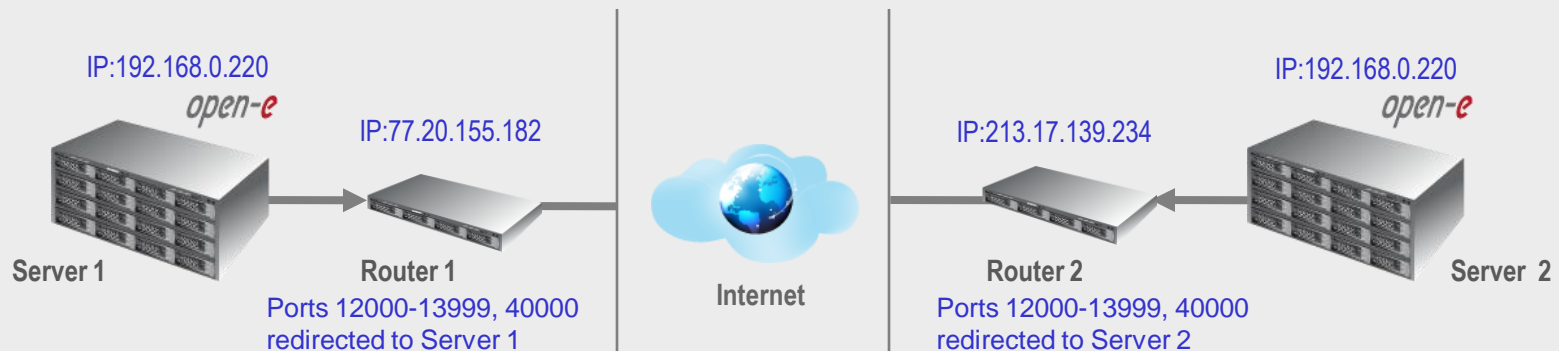 IP:192.168.0.220
open-e
IP:77.20.155.182
Server 1
Router 1
Ports 12000-13999, 40000
redirected to Server 1
Internet
IP:213.17.139.234
IP:192.168.0.220
open-e
Router 2
Server  2
Ports 12000-13999, 40000
redirected to Server 2